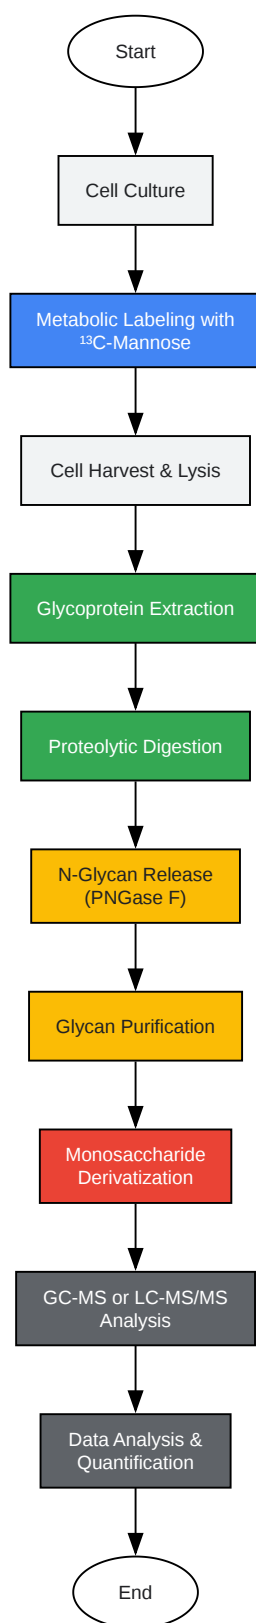 Start
Cell Culture
Metabolic Labeling with
¹³C-Mannose
Cell Harvest & Lysis
Glycoprotein Extraction
Proteolytic Digestion
N-Glycan Release
(PNGase F)
Glycan Purification
Monosaccharide
Derivatization
GC-MS or LC-MS/MS
Analysis
Data Analysis &
Quantification
End